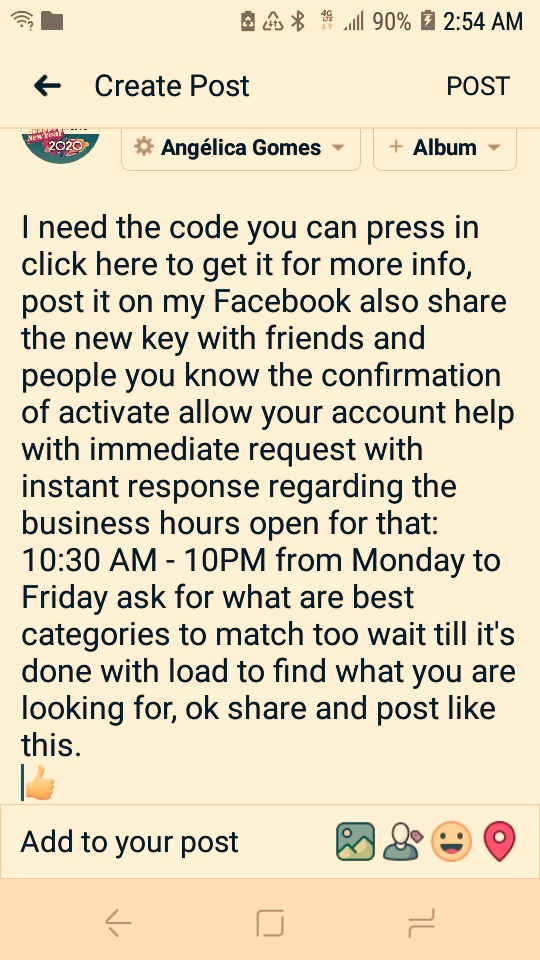 4G LTE 90% 2:54 AM
Create Post POST
New Year
2020
Angélica Gomes + Album
I need the code you can press in
click here to get it for more info,
post it on my Facebook also share
the new key with friends and
people you know the confirmation
of activate allow your account help
with immediate request with
instant response regarding the
business hours open for that:
10:30 AM - 10PM from Monday to
Friday ask for what are best
categories to match too wait till it's
done with load to find what you are
looking for, ok share and post like
this.
👍
Add to your post